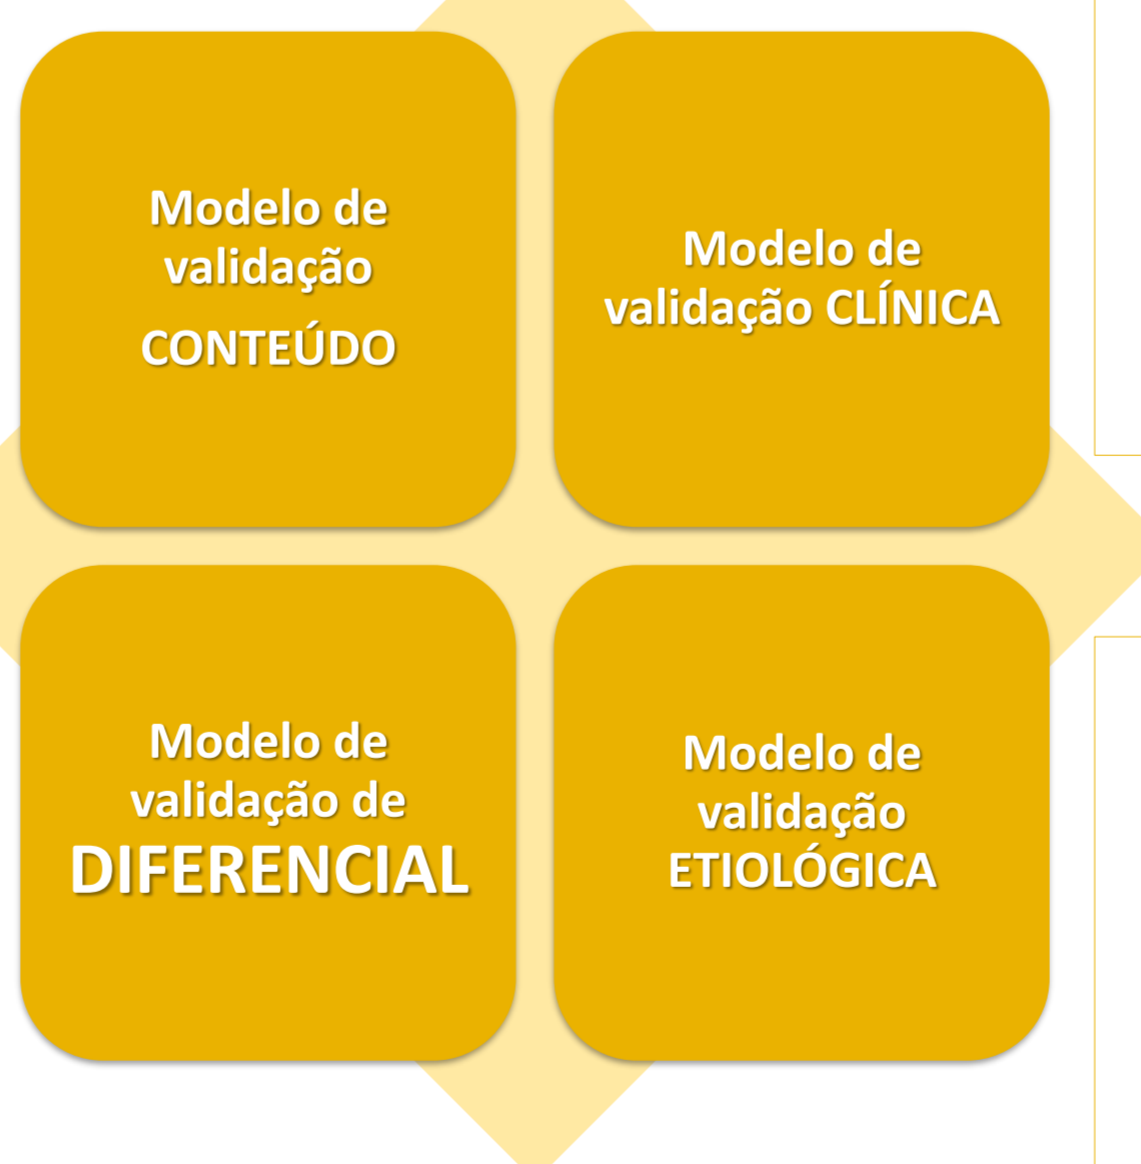 Modelo de
validação
CONTEÚDO
Modelo de
validação CLÍNICA
Modelo de
validação de
DIFERENCIAL
Modelo de
validação
ETIOLÓGICA